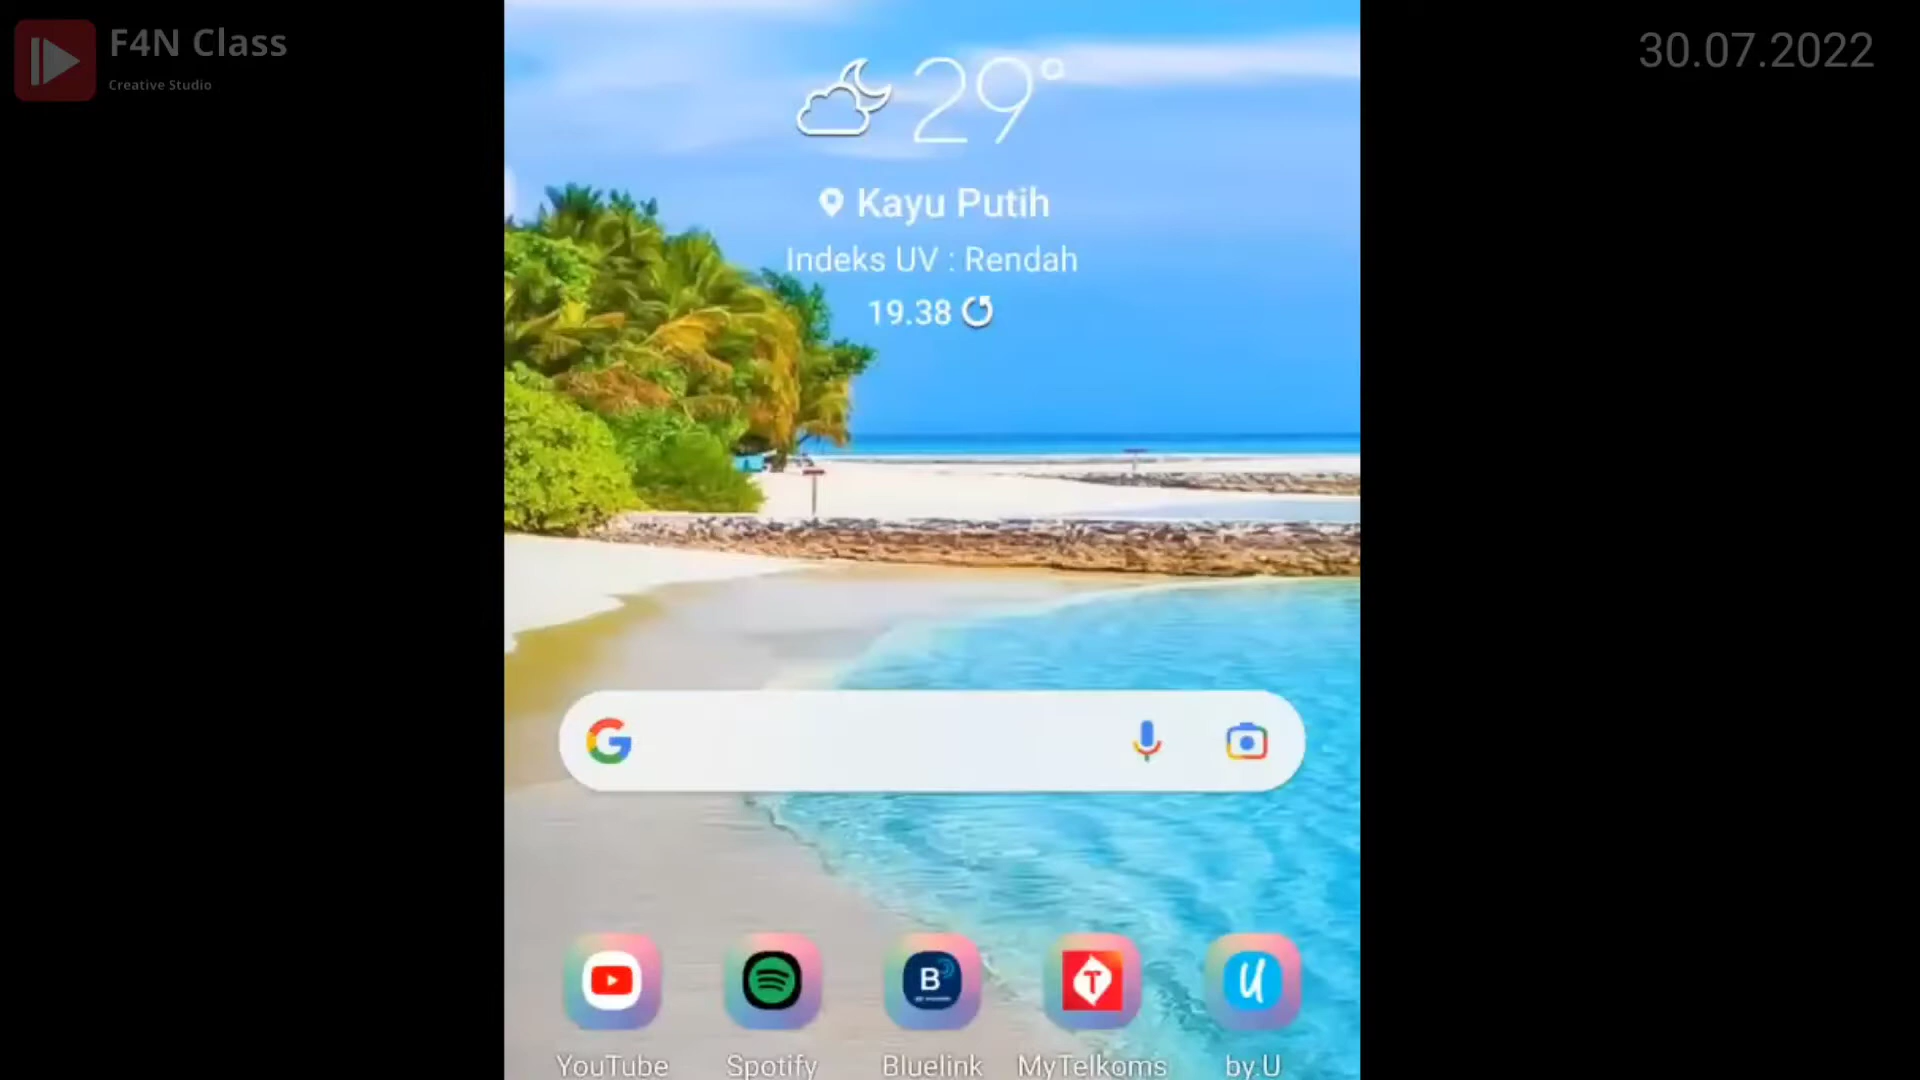 F4N Class
Creative Studio
30.07.2022
29°
Kayu Putih
Indeks UV : Rendah
19.38
YouTube
Spotify
Bluelink
MyTelkoms
by.U